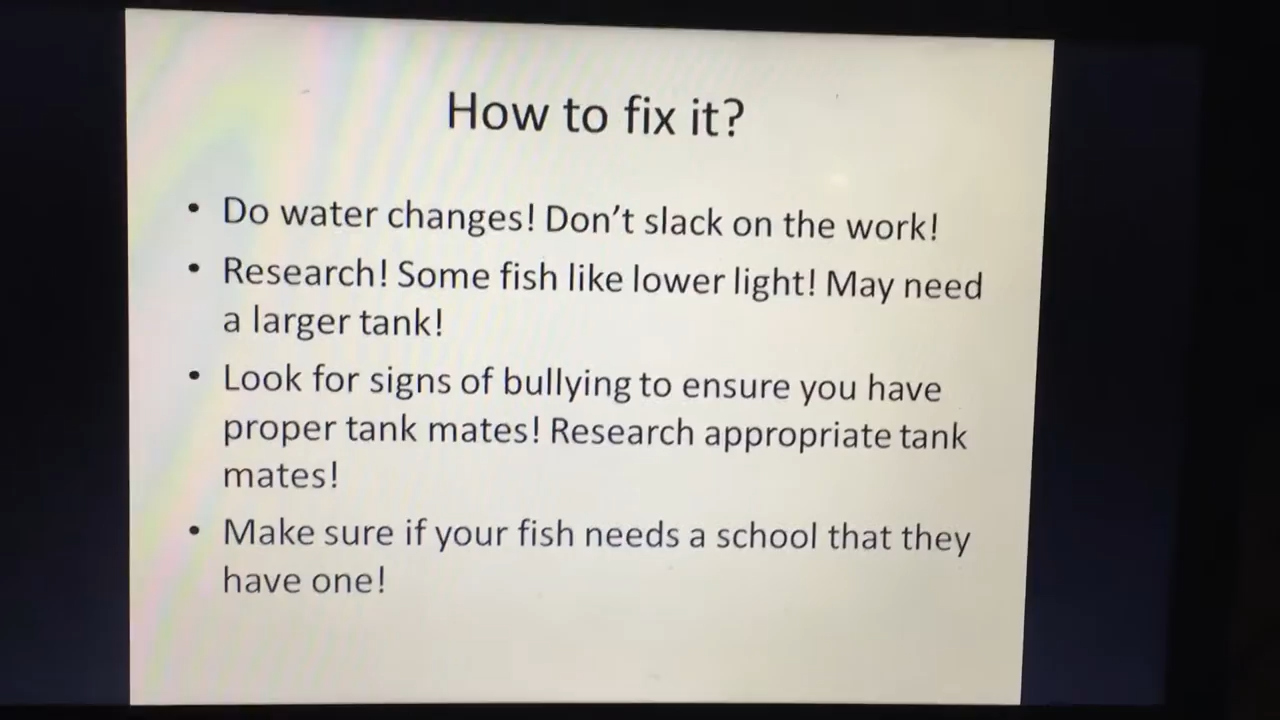 How to fix it?
• Do water changes! Don't slack on the work!
• Research! Some fish like lower light! May need
a larger tank!
• Look for signs of bullying to ensure you have
proper tank mates! Research appropriate tank
mates!
• Make sure if your fish needs a school that they
have one!